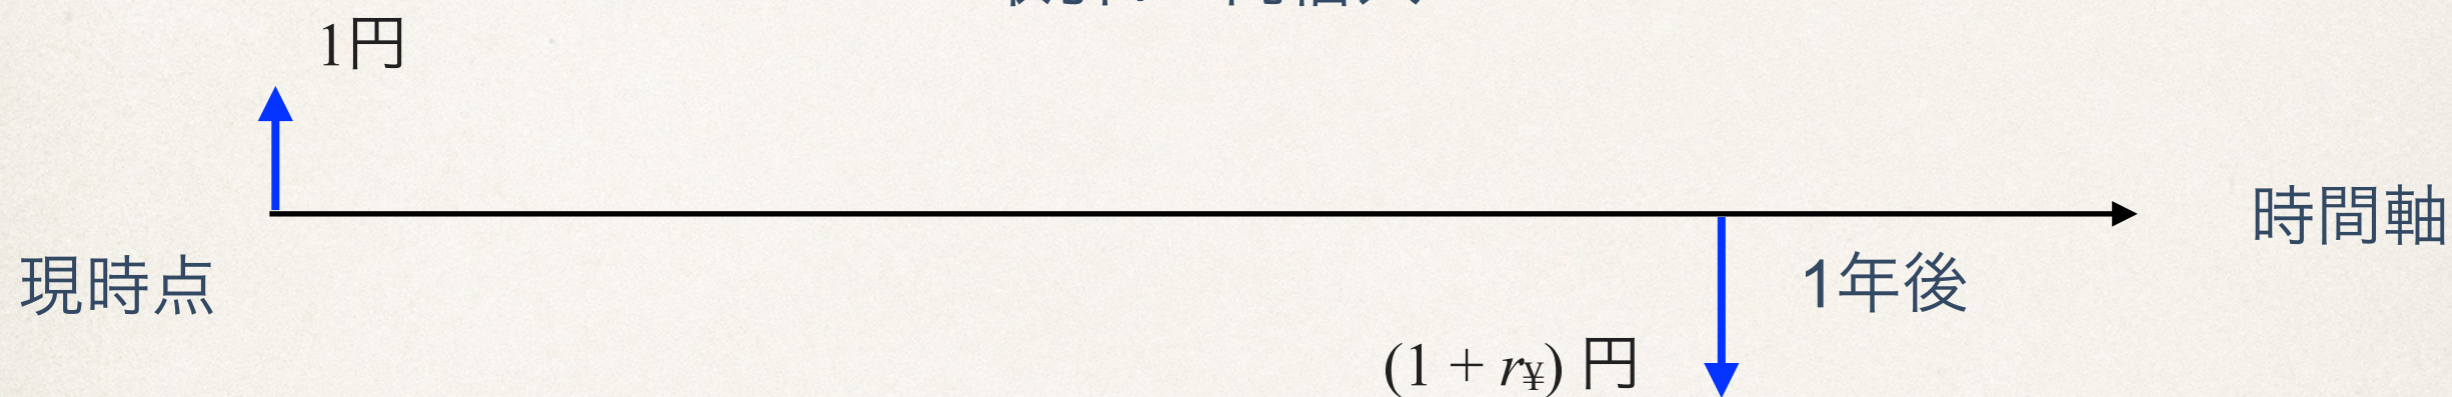 1円
時間軸
現時点
1年後
(1 + r¥) 円